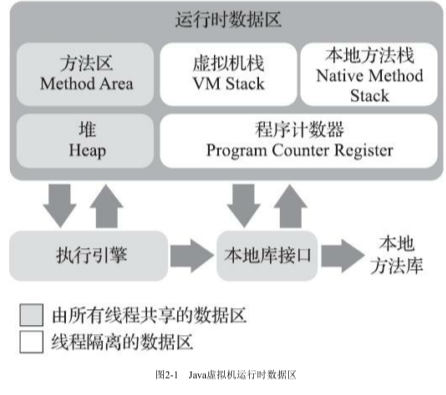 运行时数据区
方法区
Method Area
虚拟机栈
VM Stack
本地方法栈
Native Method
Stack
堆
Heap
程序计数器
Program Counter Register
执行引擎
本地库接口
本地
方法库
由所有线程共享的数据区
线程隔离的数据区
图2-1 Java虚拟机运行时数据区